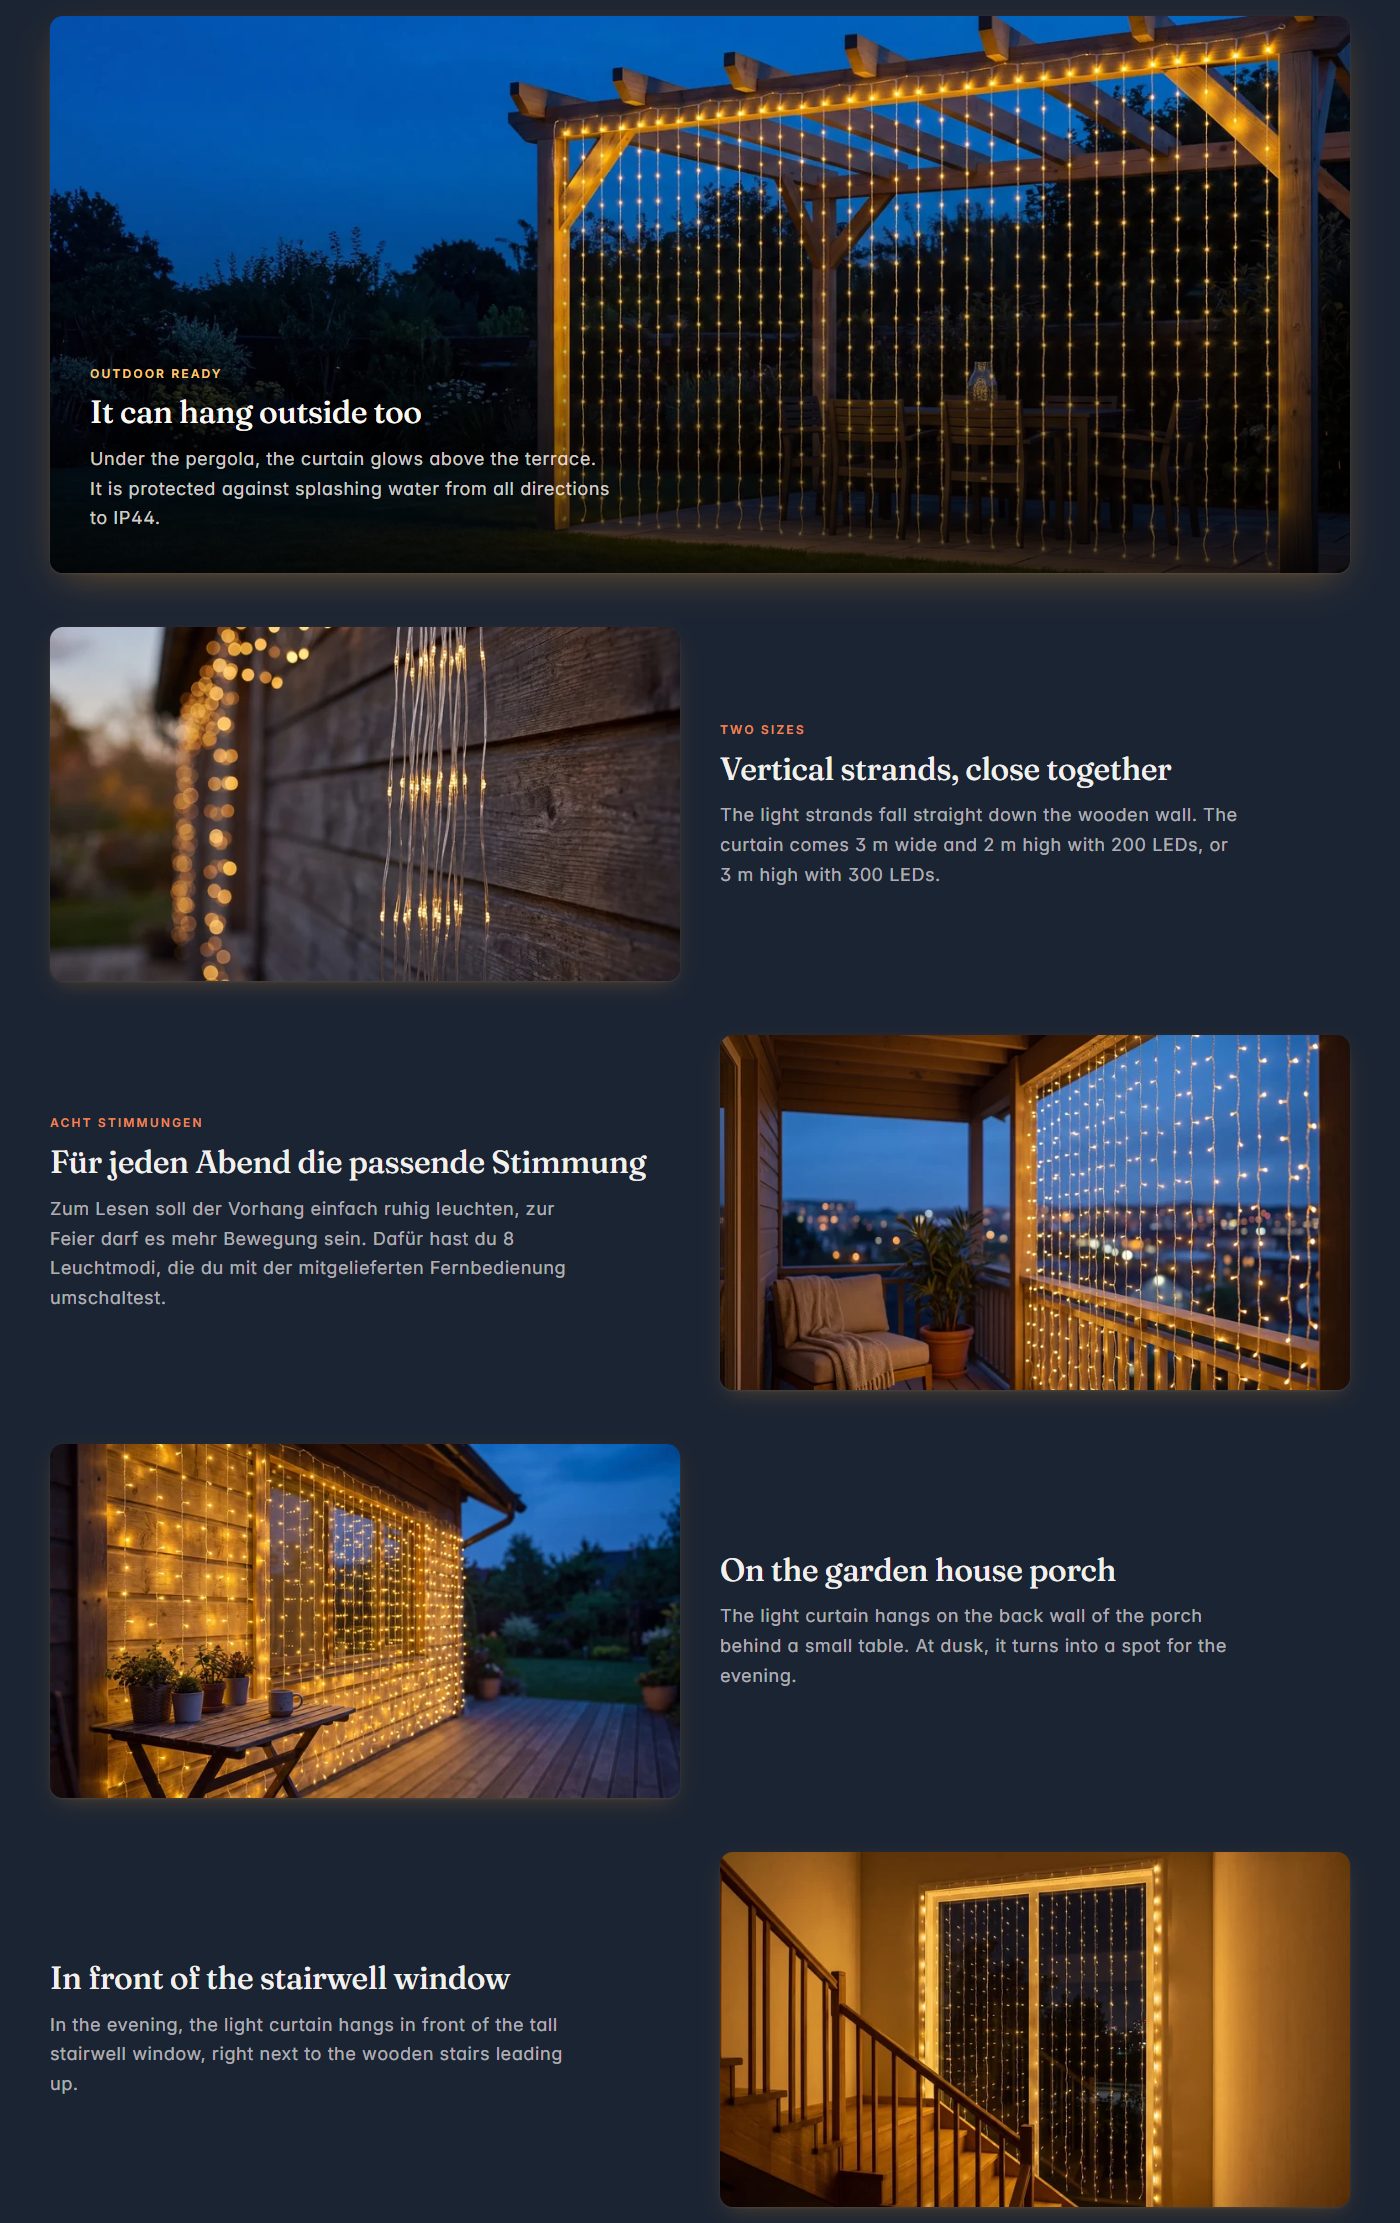 OUTDOOR READY
It can hang outside too
Under the pergola, the curtain glows above the terrace.
It is protected against splashing water from all directions
to IP44.
TWO SIZES
Vertical strands, close together
The light strands fall straight down the wooden wall. The
curtain comes 3 m wide and 2 m high with 200 LEDs, or
3 m high with 300 LEDs.
ACHT STIMMUNGEN
Für jeden Abend die passende Stimmung
Zum Lesen soll der Vorhang einfach ruhig leuchten, zur
Feier darf es mehr Bewegung sein. Dafür hast du 8
Leuchtmodi, die du mit der mitgelieferten Fernbedienung
umschaltest.
On the garden house porch
The light curtain hangs on the back wall of the porch
behind a small table. At dusk, it turns into a spot for the
evening.
In front of the stairwell window
In the evening, the light curtain hangs in front of the tall
stairwell window, right next to the wooden stairs leading
up.